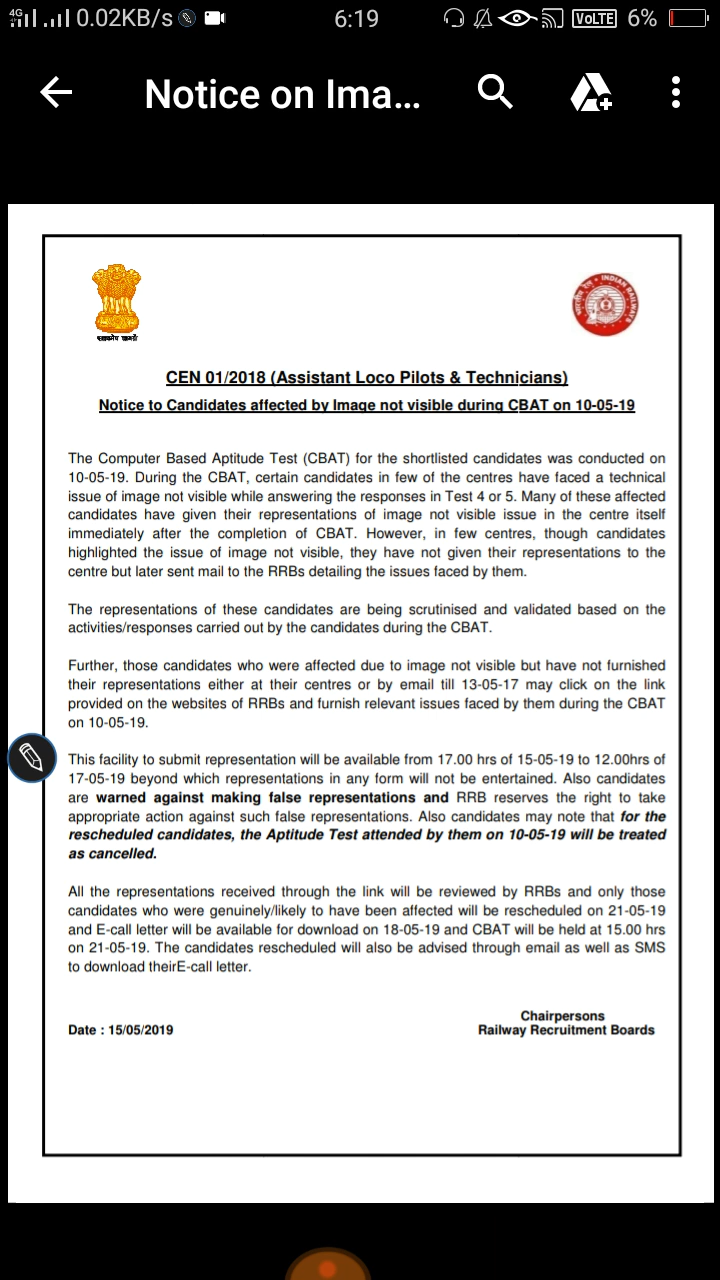 4G 0.02KB/s 6:19 VoLTE 6%
Notice on Ima...
INDIAN RAILWAYS
CEN 01/2018 (Assistant Loco Pilots & Technicians)
Notice to Candidates affected by Image not visible during CBAT on 10-05-19
The Computer Based Aptitude Test (CBAT) for the shortlisted candidates was conducted on
10-05-19. During the CBAT, certain candidates in few of the centres have faced a technical
issue of image not visible while answering the responses in Test 4 or 5. Many of these affected
candidates have given their representations of image not visible issue in the centre itself
immediately after the completion of CBAT. However, in few centres, though candidates
highlighted the issue of image not visible, they have not given their representations to the
centre but later sent mail to the RRBs detailing the issues faced by them.
The representations of these candidates are being scrutinised and validated based on the
activities/responses carried out by the candidates during the CBAT.
Further, those candidates who were affected due to image not visible but have not furnished
their representations either at their centres or by email till 13-05-17 may click on the link
provided on the websites of RRBs and furnish relevant issues faced by them during the CBAT
on 10-05-19.
This facility to submit representation will be available from 17.00 hrs of 15-05-19 to 12.00hrs of
17-05-19 beyond which representations in any form will not be entertained. Also candidates
are warned against making false representations and RRB reserves the right to take
appropriate action against such false representations. Also candidates may note that for the
rescheduled candidates, the Aptitude Test attended by them on 10-05-19 will be treated
as cancelled.
All the representations received through the link will be reviewed by RRBs and only those
candidates who were genuinely/likely to have been affected will be rescheduled on 21-05-19
and E-call letter will be available for download on 18-05-19 and CBAT will be held at 15.00 hrs
on 21-05-19. The candidates rescheduled will also be advised through email as well as SMS
to download theirE-call letter.
Chairpersons
Date : 15/05/2019 Railway Recruitment Boards